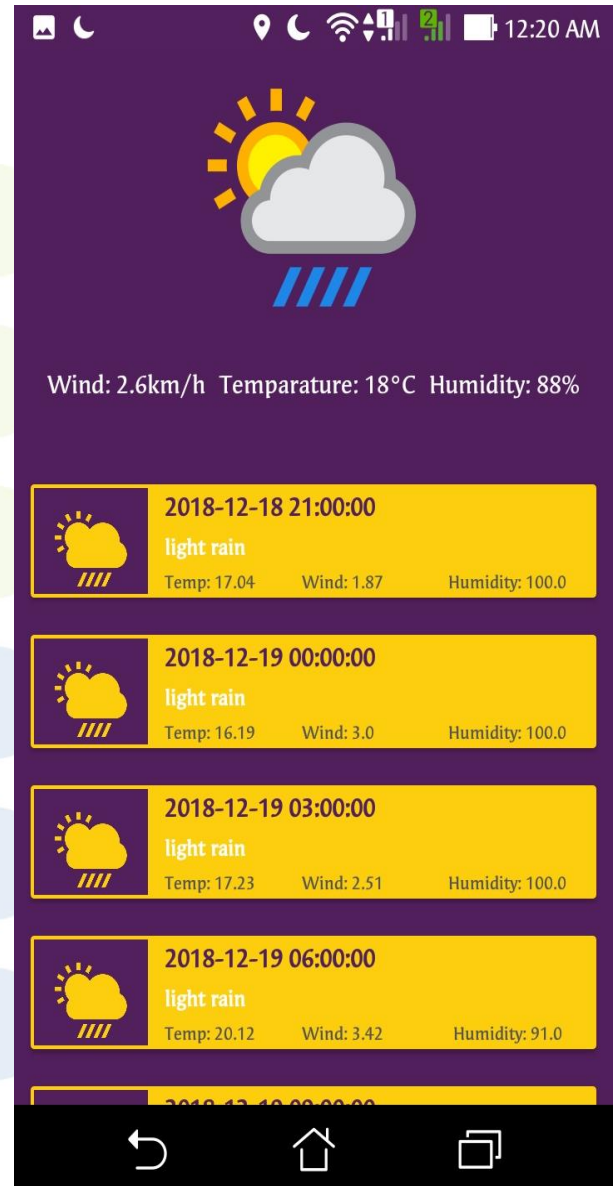 1 2 12:20 AM
Wind: 2.6km/h Temparature: 18°C Humidity: 88%
2018-12-18 21:00:00
light rain
Temp: 17.04 Wind: 1.87 Humidity: 100.0
2018-12-19 00:00:00
light rain
Temp: 16.19 Wind: 3.0 Humidity: 100.0
2018-12-19 03:00:00
light rain
Temp: 17.23 Wind: 2.51 Humidity: 100.0
2018-12-19 06:00:00
light rain
Temp: 20.12 Wind: 3.42 Humidity: 91.0